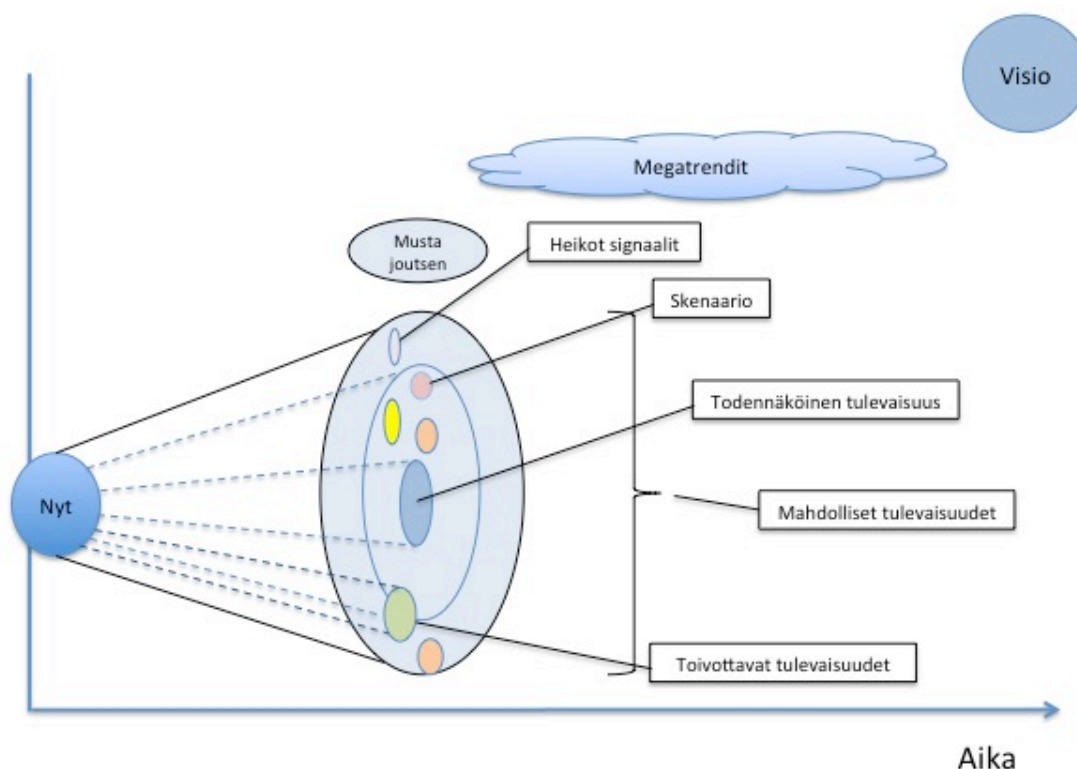 Visio
Megatrendit
Musta
joutsen
Heikot signaalit
Skenaario
Todennäköinen tulevaisuus
Nyt
Mahdolliset tulevaisuudet
Toivottavat tulevaisuudet
Aika